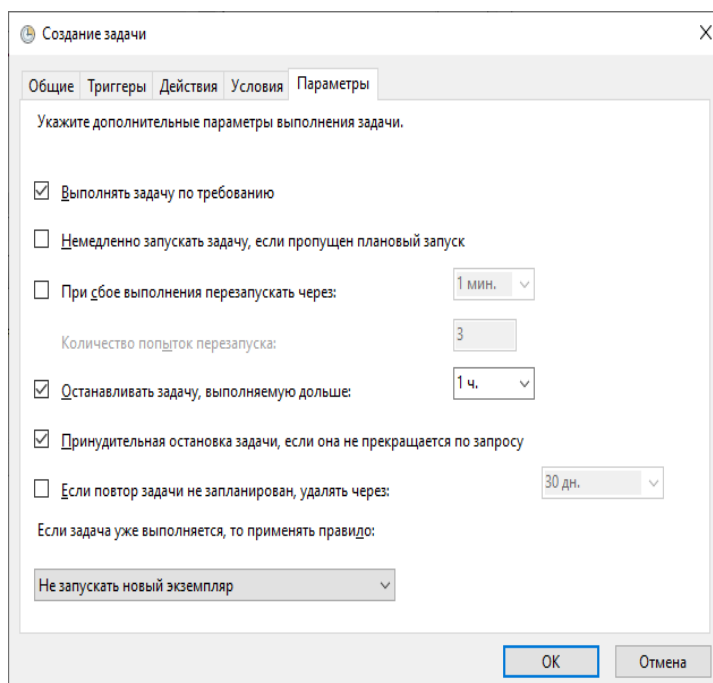 Создание задачи
Общие Триггеры Действия Условия Параметры
Укажите дополнительные параметры выполнения задачи.
Выполнять задачу по требованию
Немедленно запускать задачу, если пропущен плановый запуск
При сбое выполнения перезапускать через: 1 мин.
Количество попыток перезапуска: 3
Останавливать задачу, выполняемую дольше: 1 ч.
Принудительная остановка задачи, если она не прекращается по запросу
Если повтор задачи не запланирован, удалять через: 30 дн.
Если задача уже выполняется, то применять правило:
Не запускать новый экземпляр
ОК Отмена